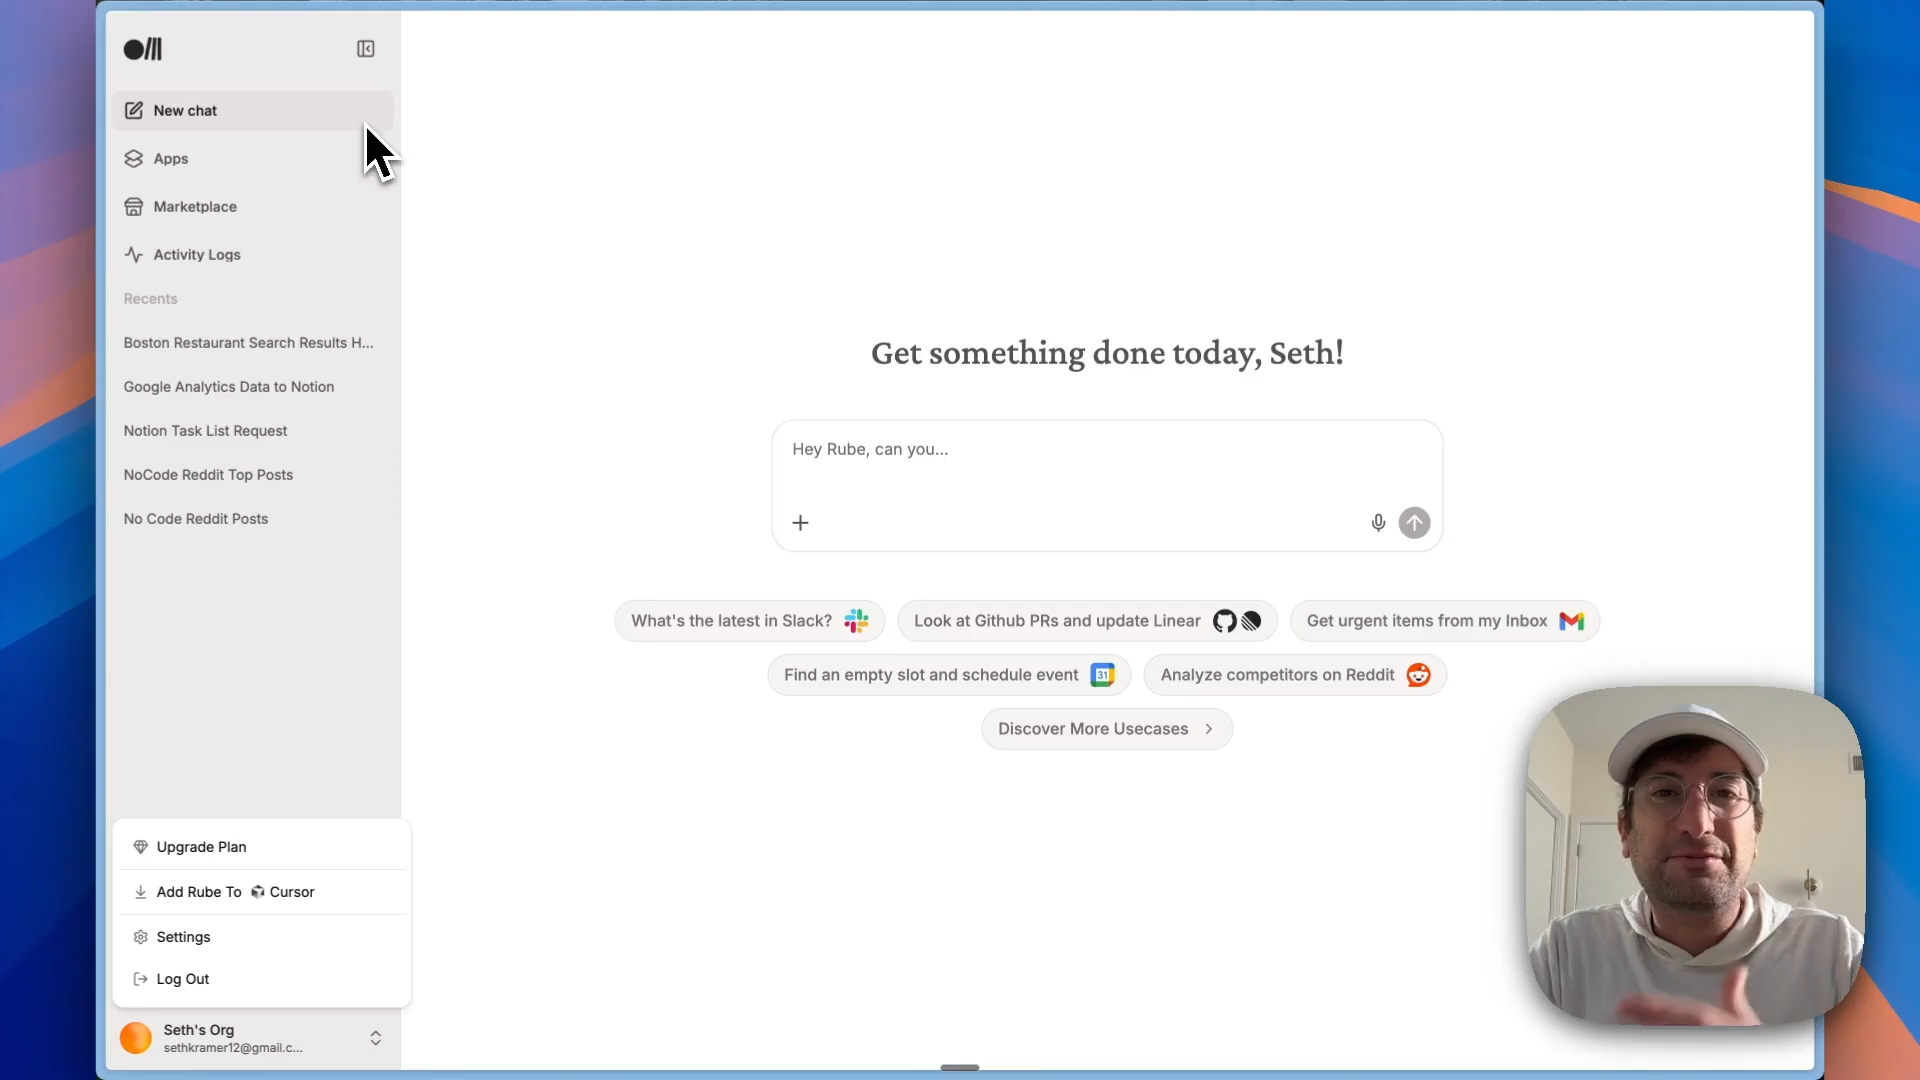 New chat
Apps
Marketplace
Activity Logs
Recents
Boston Restaurant Search Results H...
Google Analytics Data to Notion
Notion Task List Request
NoCode Reddit Top Posts
No Code Reddit Posts
Upgrade Plan
Add Rube To Cursor
Settings
Log Out
Seth's Org
sethkramer12@gmail.c...
Get something done today, Seth!
Hey Rube, can you...
What's the latest in Slack?
Look at Github PRs and update Linear
Get urgent items from my Inbox
Find an empty slot and schedule event
31
Analyze competitors on Reddit
Discover More Usecases